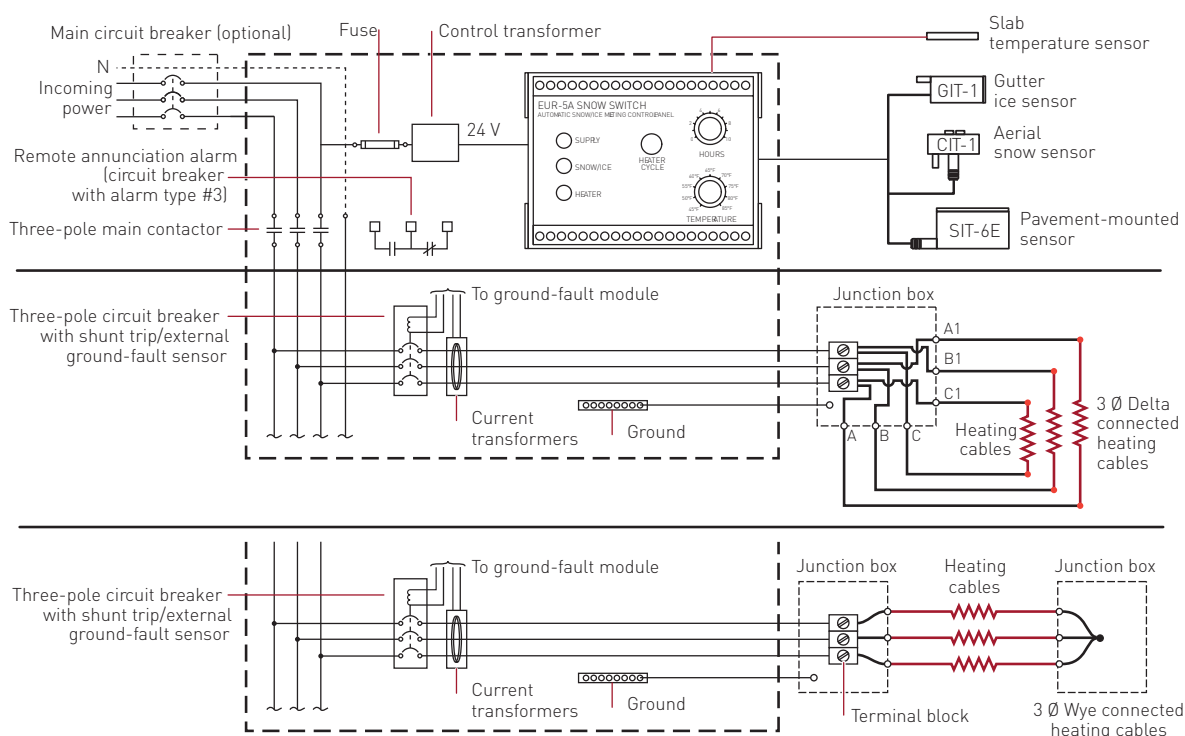 Main circuit breaker (optional)
N
Incoming
power
Fuse
Control transformer
24 V
Remote annunciation alarm
(circuit breaker
with alarm type #3)
Three-pole main contactor
EUR-5A SNOW SWITCH
SUPPLY
SNOW/ICE
HEATER
HEATER
CYCLE
HOURS
TEMPERATURE
Slab
temperature sensor
GIT-1
Gutter
ice sensor
CIT-1
Aerial
snow sensor
SIT-6E
Pavement-mounted
sensor
Three-pole circuit breaker
with shunt trip/external
ground-fault sensor
To ground-fault module
Current
transformers
Ground
Junction box
A1
B1
C1
A
B
C
Heating
cables
3 Ø Delta
connected
heating
cables
Three-pole circuit breaker
with shunt trip/external
ground-fault sensor
To ground-fault module
Current
transformers
Ground
Junction box
Heating
cables
Junction box
Terminal block
3 Ø Wye connected
heating cables